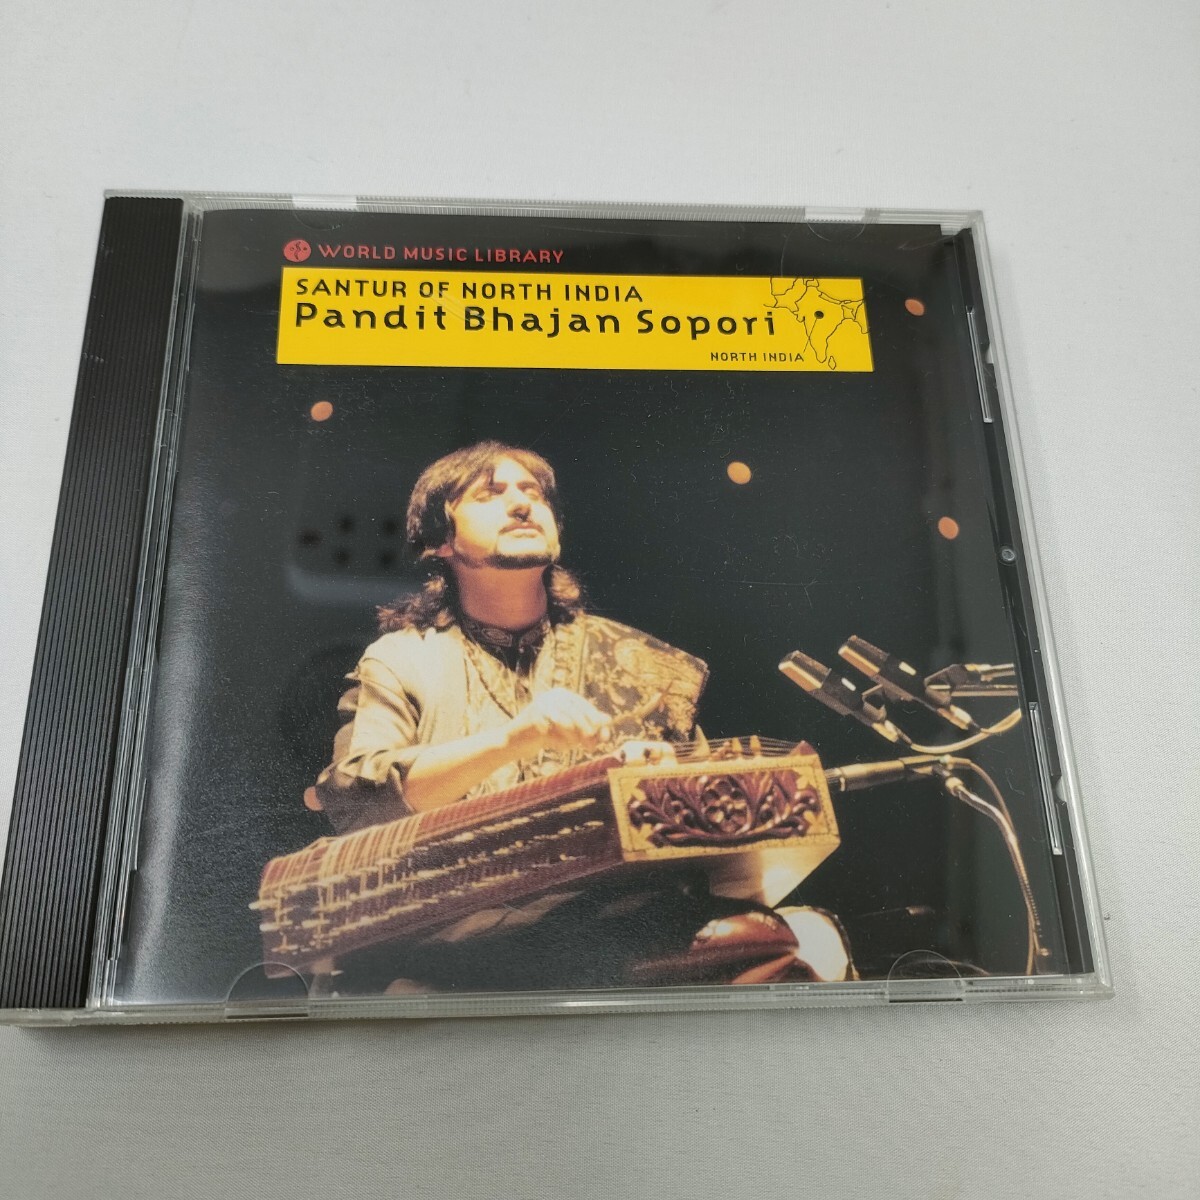 WORLD MUSIC LIBRARY
SANTUR OF NORTH INDIA
Pandit Bhajan Sopori
NORTH INDIA